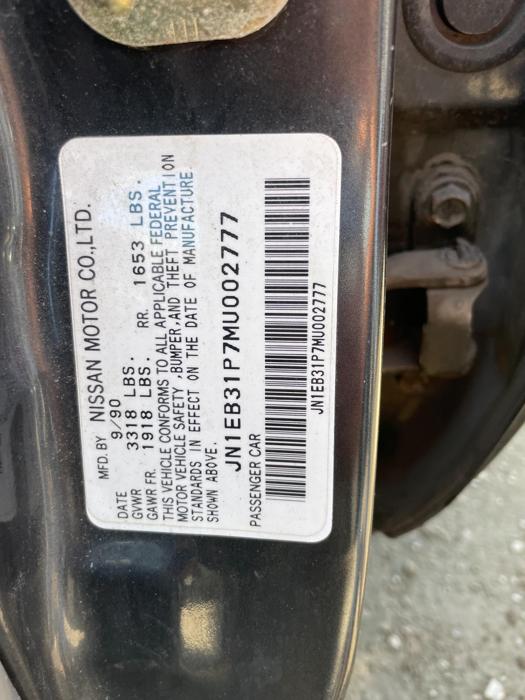 MFD. BY NISSAN MOTOR CO.,LTD.
DATE 9/90
GVWR 3318 LBS.
GAWR FR. 1918 LBS. RR. 1653 LBS.
THIS VEHICLE CONFORMS TO ALL APPLICABLE FEDERAL
MOTOR VEHICLE SAFETY ,BUMPER,AND THEFT PREVENTION
STANDARDS IN EFFECT ON THE DATE OF MANUFACTURE
SHOWN ABOVE.
JN1EB31P7MU002777
PASSENGER CAR
JN1EB31P7MU002777